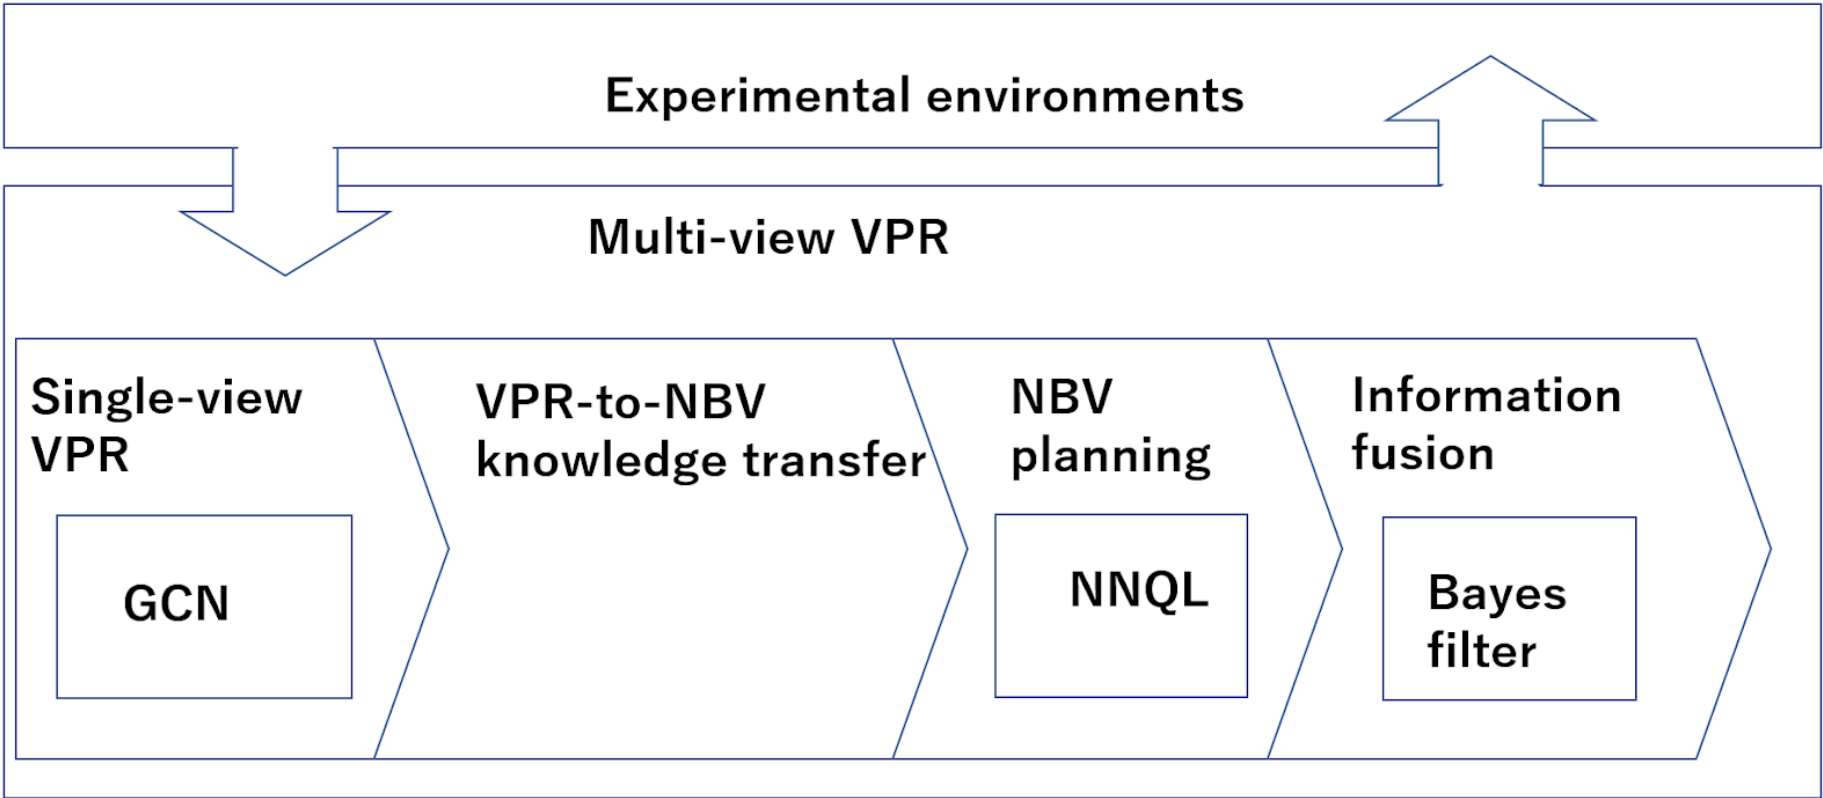 Experimental environments
Multi-view VPR
Single-view
VPR
GCN
VPR-to-NBV
knowledge transfer
NBV
planning
NNQL
Information
fusion
Bayes
filter